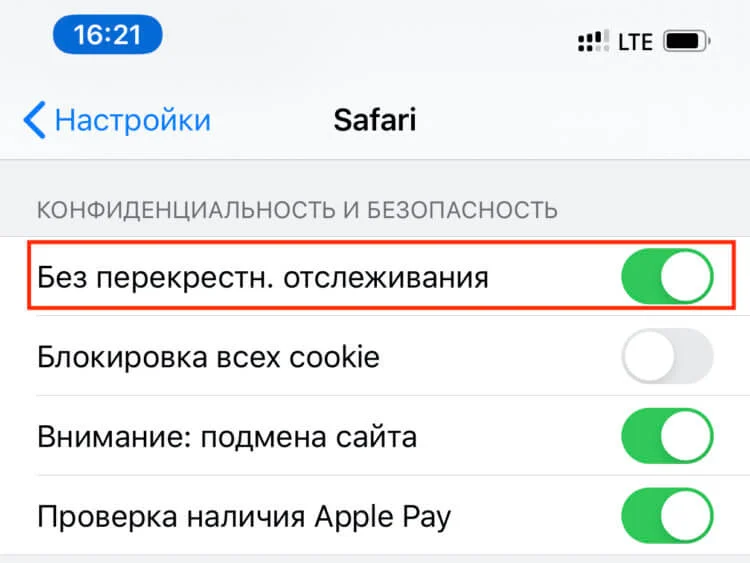 16:21
LTE
Настройки
Safari
КОНФИДЕНЦИАЛЬНОСТЬ И БЕЗОПАСНОСТЬ
Без перекрестн. отслеживания
Блокировка всех cookie
Внимание: подмена сайта
Проверка наличия Apple Pay